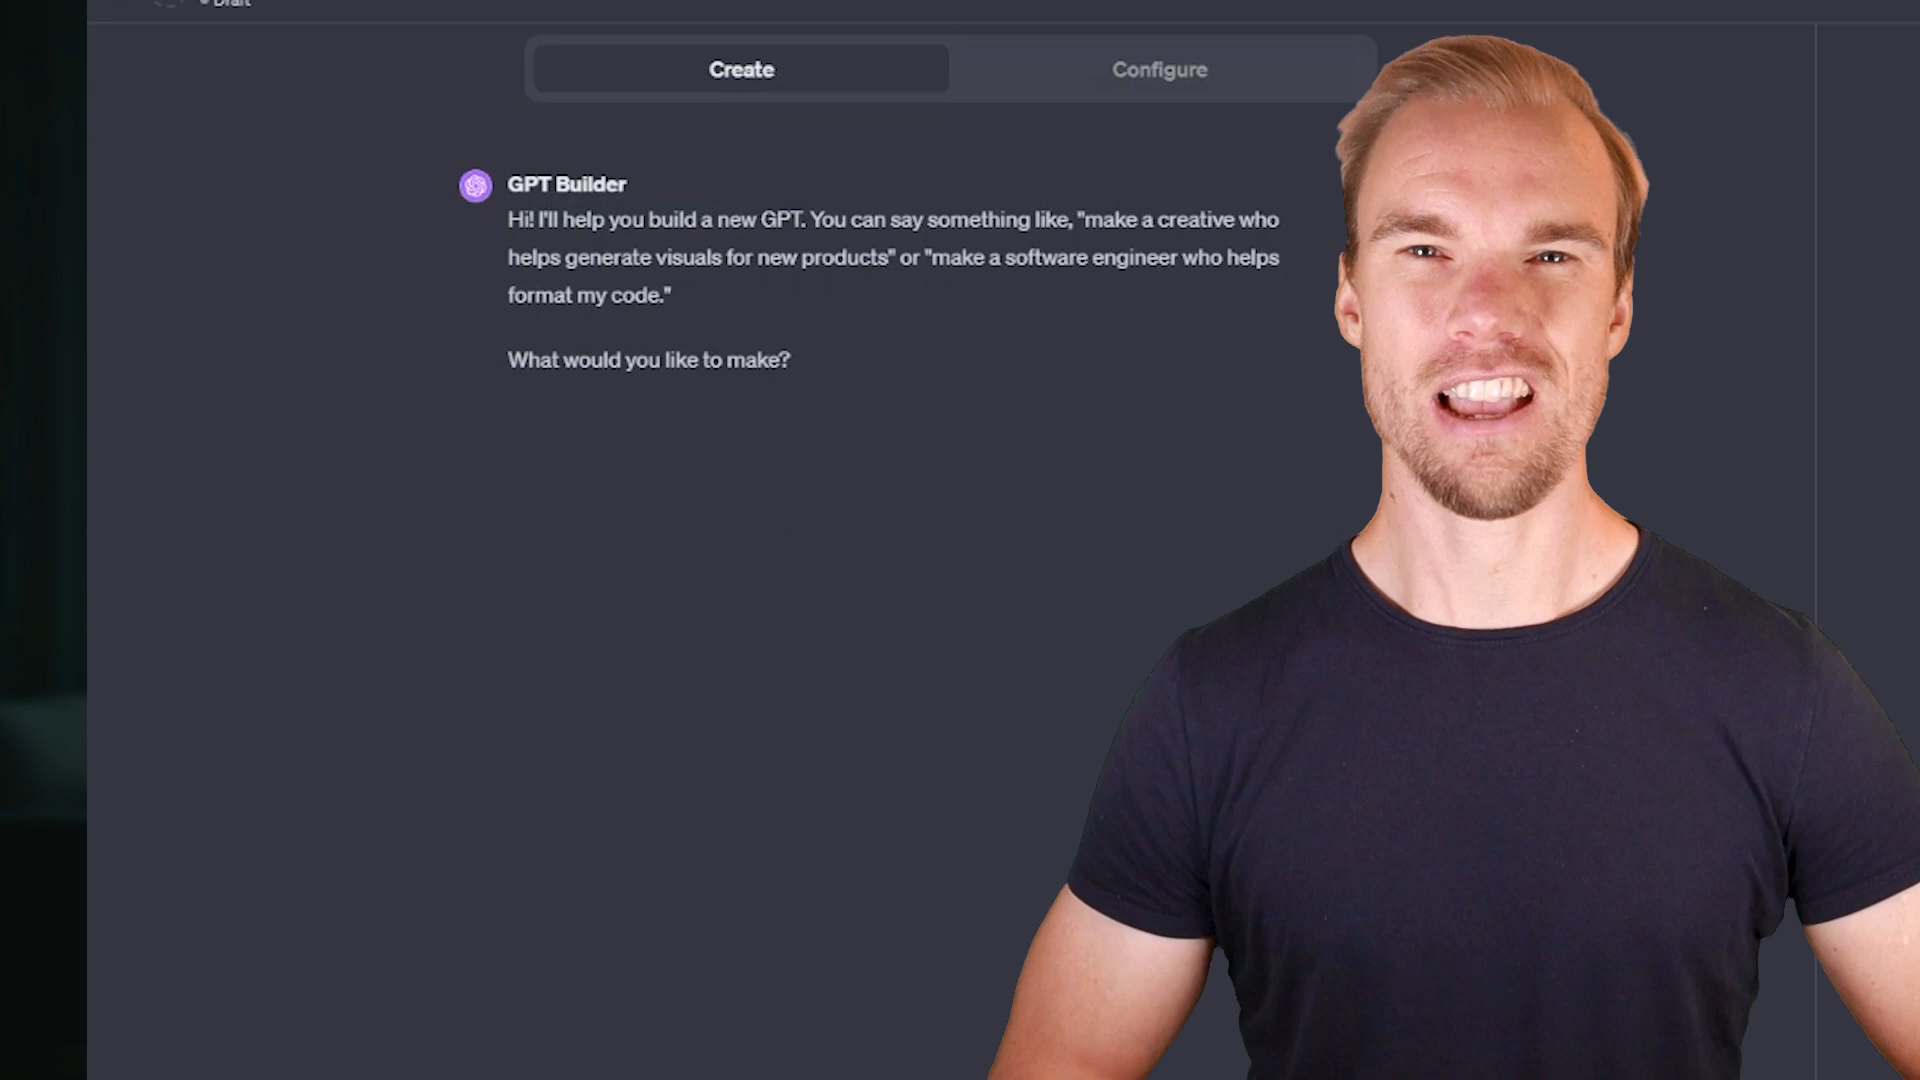 Draft
Create
Configure
GPT Builder
Hi! I'll help you build a new GPT. You can say something like, "make a creative who
helps generate visuals for new products" or "make a software engineer who helps
format my code."
What would you like to make?